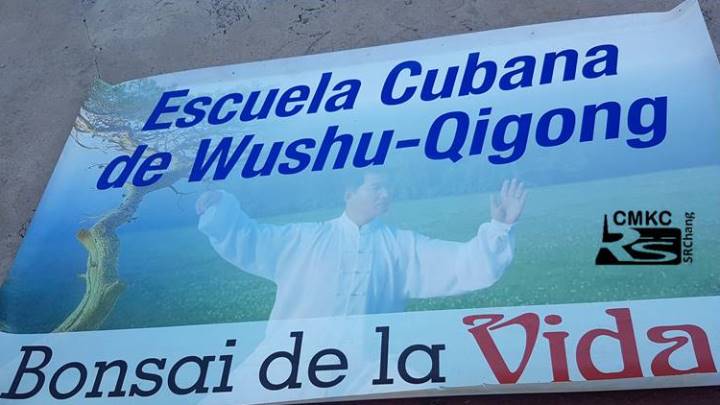 Escuela Cubana
de Wushu-Qigong
CMKC
RS
SRChang
Bonsai de la Vida